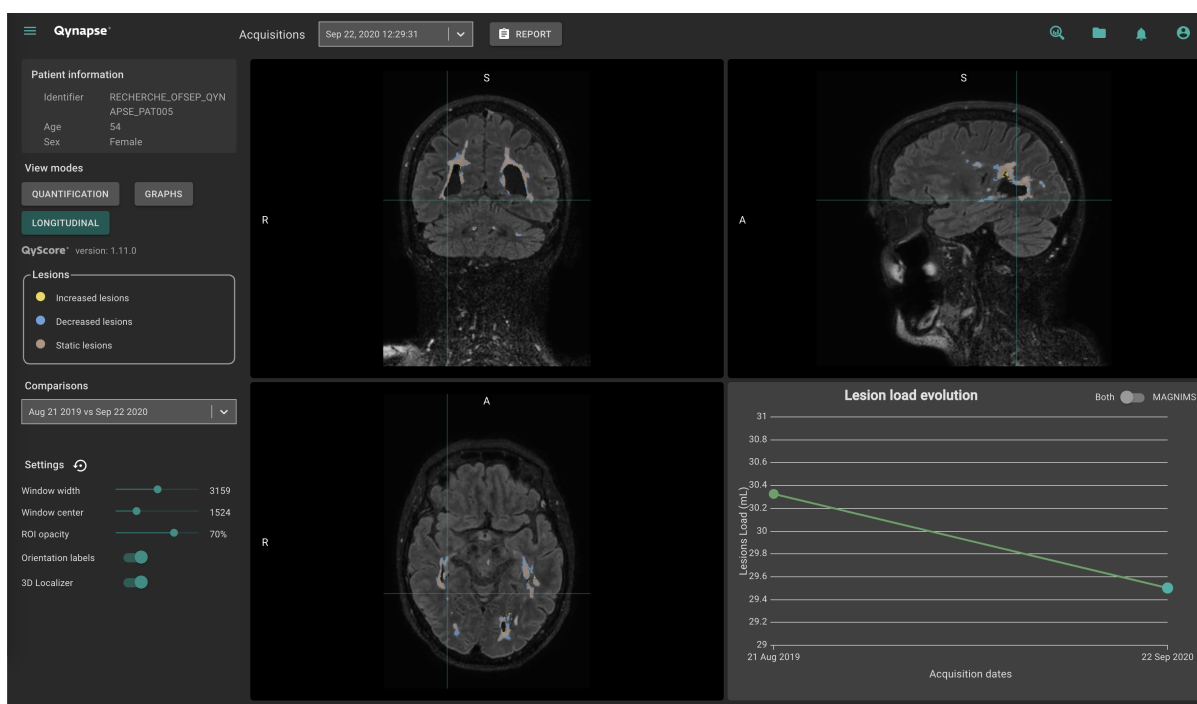 Qynapse
Acquisitions
Sep 22, 2020 12:29:31
REPORT
Patient information
Identifier RECHERCHE_OFSEP_QYN
APSE_PAT005
Age 54
Sex Female
View modes
QUANTIFICATION
GRAPHS
LONGITUDINAL
QyScore version: 1.11.0
Lesions
Increased lesions
Decreased lesions
Static lesions
Comparisons
Aug 21 2019 vs Sep 22 2020
Settings
Window width 3159
Window center 1524
ROI opacity 70%
Orientation labels
3D Localizer
S
R
S
A
A
R
Lesion load evolution
Both MAGNIMS
31
30.8
30.6
30.4
30.2
30
29.8
29.6
29.4
29.2
29
Lesions Load (mL)
21 Aug 2019
22 Sep 2020
Acquisition dates